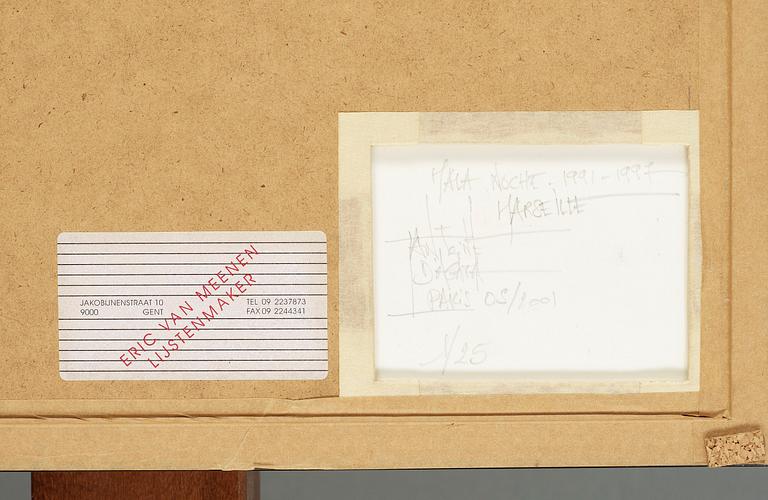 ERIC VAN MEENEN
LIJSTENMAKER
JAKOBIJNENSTRAAT 10
9000 GENT
TEL 09 2237873
FAX 09 2244341
MALA NOCHE. 1991-1997
MARSEILLE
ANTOINE
PARIS 05/2001
1/25